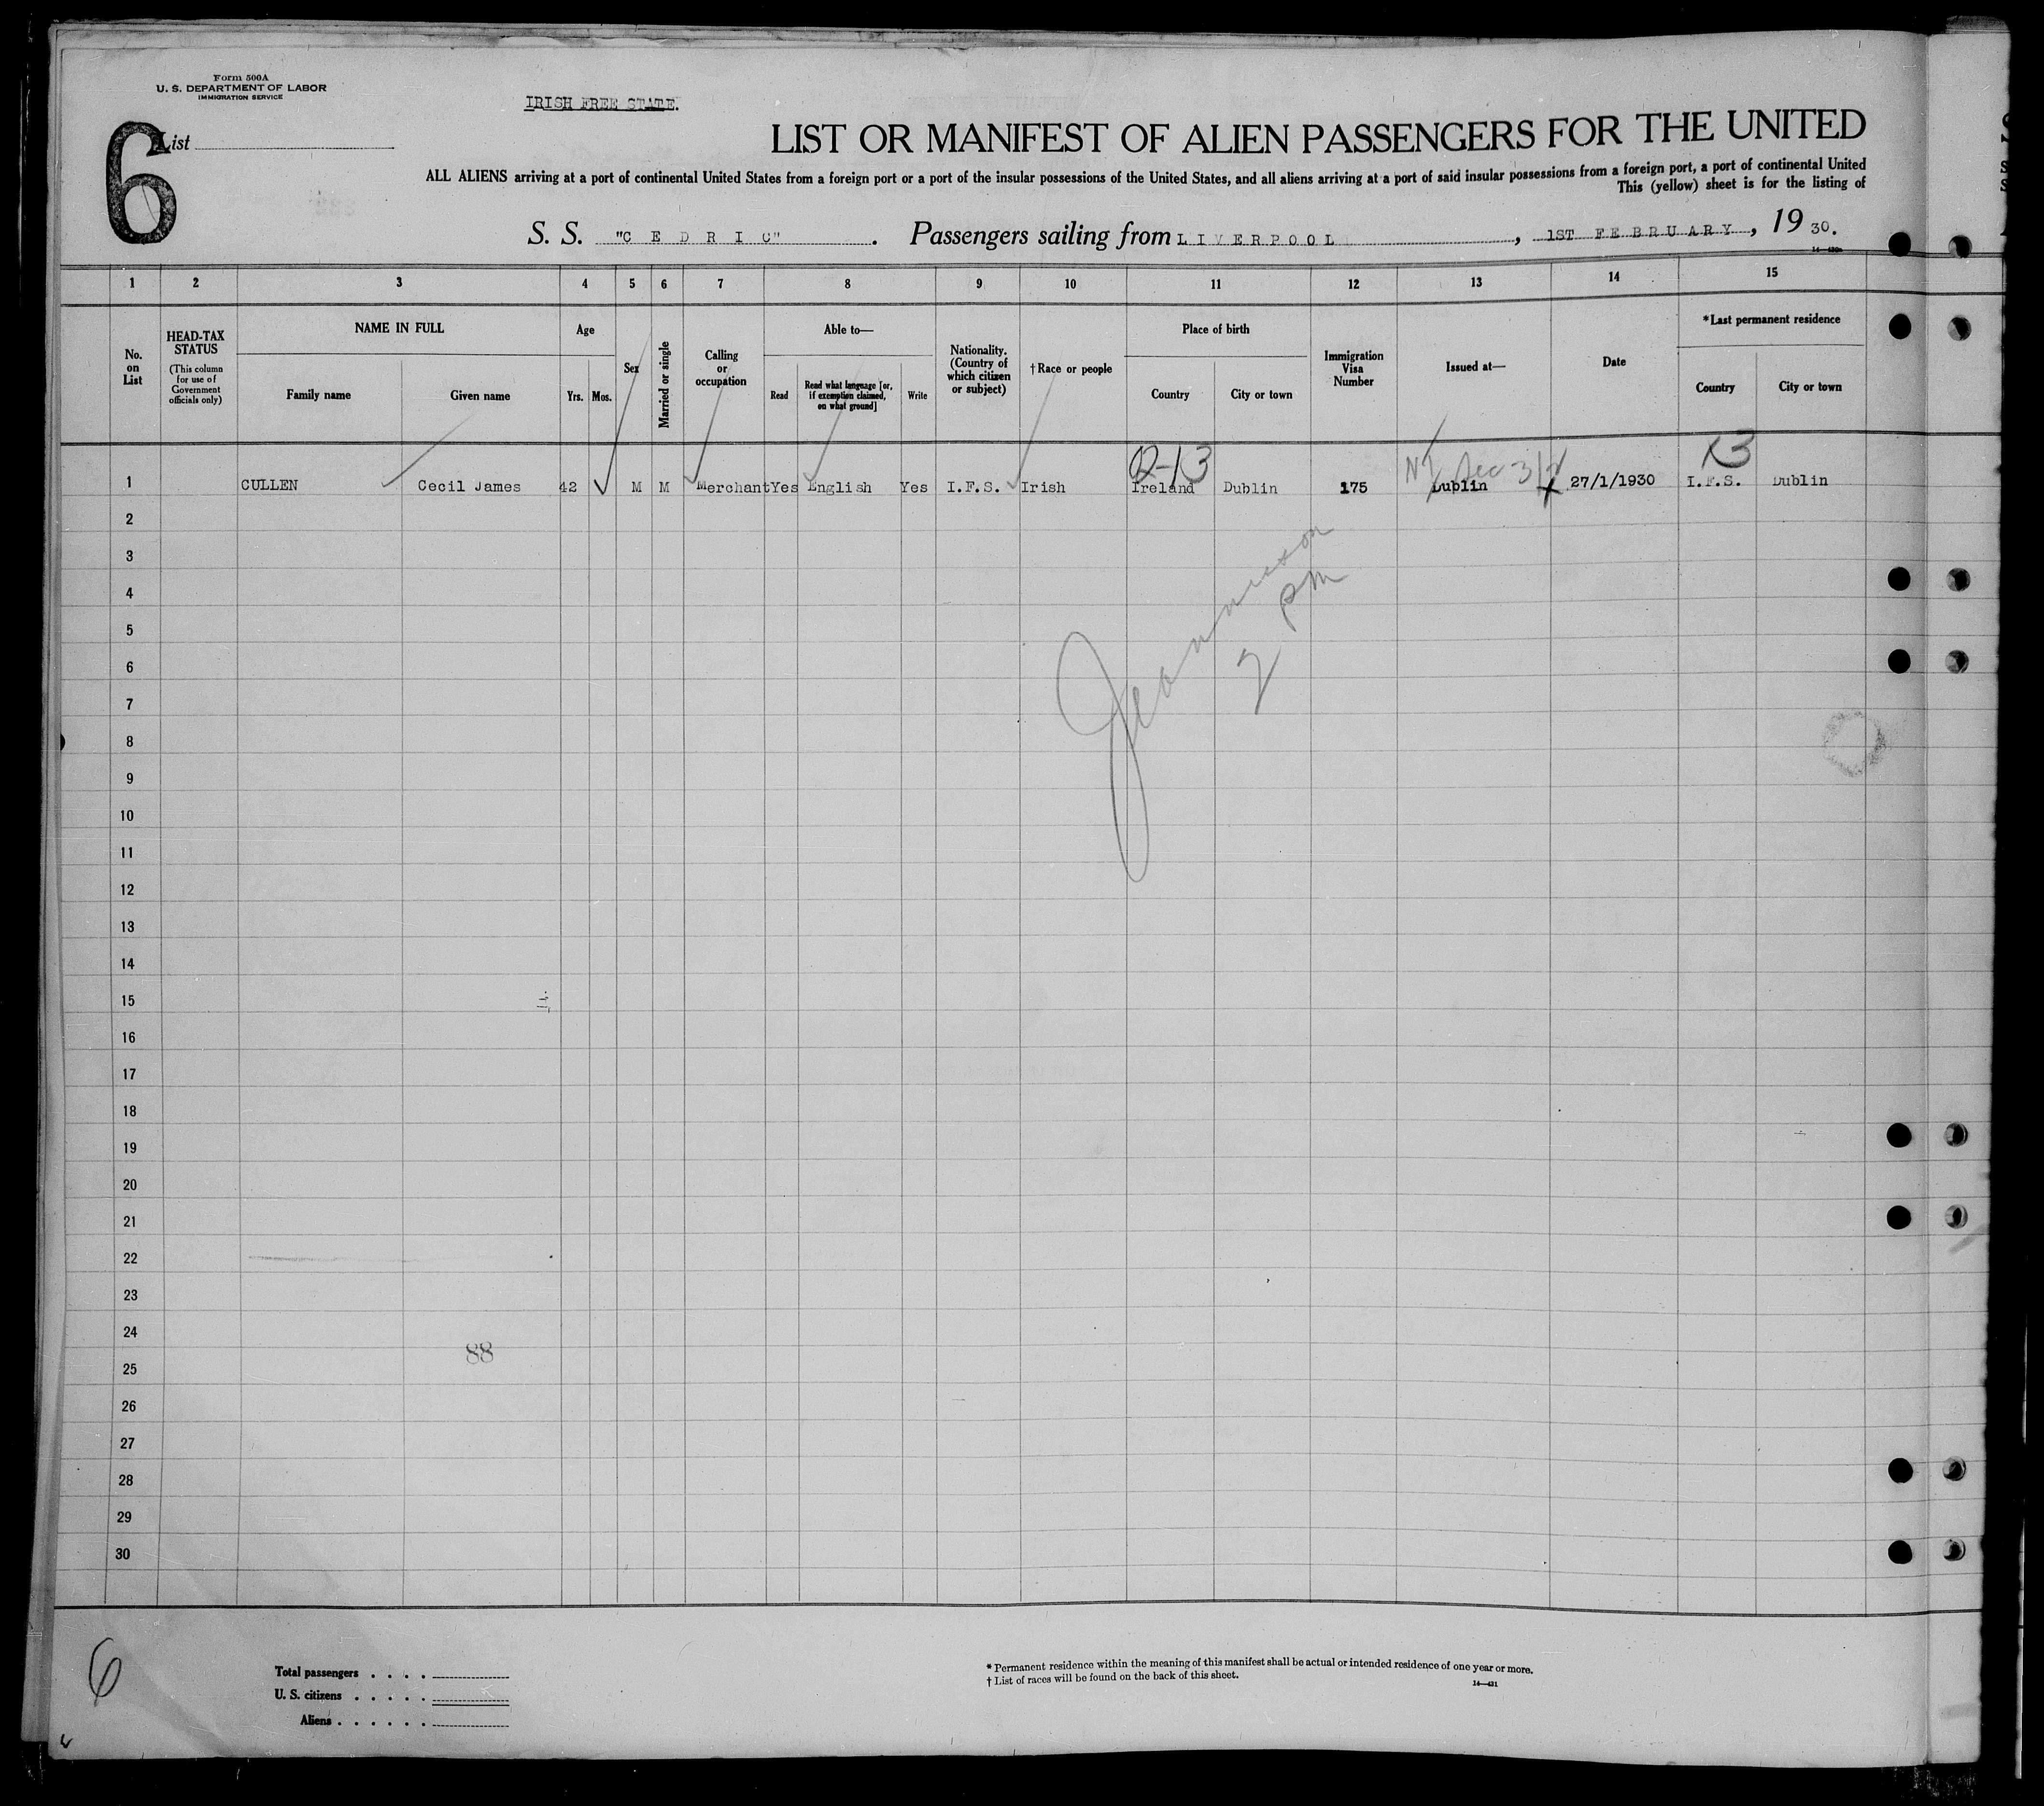 Form 500A
U. S. DEPARTMENT OF LABOR
IMMIGRATION SERVICE
IRISH FREE STATE.
6
List
LIST OR MANIFEST OF ALIEN PASSENGERS FOR THE UNITED
ALL ALIENS arriving at a port of continental United States from a foreign port or a port of the insular possessions of the United States, and all aliens arriving at a port of said insular possessions from a foreign port, a port of continental United
This (yellow) sheet is for the listing of
S. S. "C E D R I C". Passengers sailing from L I V E R P O O L, 1ST F E B R U A R Y, 19 30.
1 2 3 4 5 6 7 8 9 10 11 12 13 14 15
No. on List
HEAD-TAX STATUS
(This column for use of Government officials only)
NAME IN FULL
Family name
Given name
Age
Yrs. Mos.
Sex
Married or single
Calling or occupation
Able to—
Read
Read what language [or, if exemption claimed, on what ground]
Write
Nationality. (Country of which citizen or subject)
† Race or people
Place of birth
Country
City or town
Immigration Visa Number
Issued at—
Date
*Last permanent residence
Country
City or town
Q-13
Sec 3/2
1 CULLEN Cecil James 42 M M Merchant Yes English Yes I.F.S. Irish Ireland Dublin 175 Dublin 27/1/1930 I.F.S. Dublin
2
3
2 pm
4
5
6
7
8
9
10
11
12
13
14
15
16
17
18
19
20
21
22
23
24
88
25
26
27
28
29
30
6
Total passengers . . . .
U. S. citizens . . . . .
Aliens . . . . . .
* Permanent residence within the meaning of this manifest shall be actual or intended residence of one year or more.
† List of races will be found on the back of this sheet.
14—431